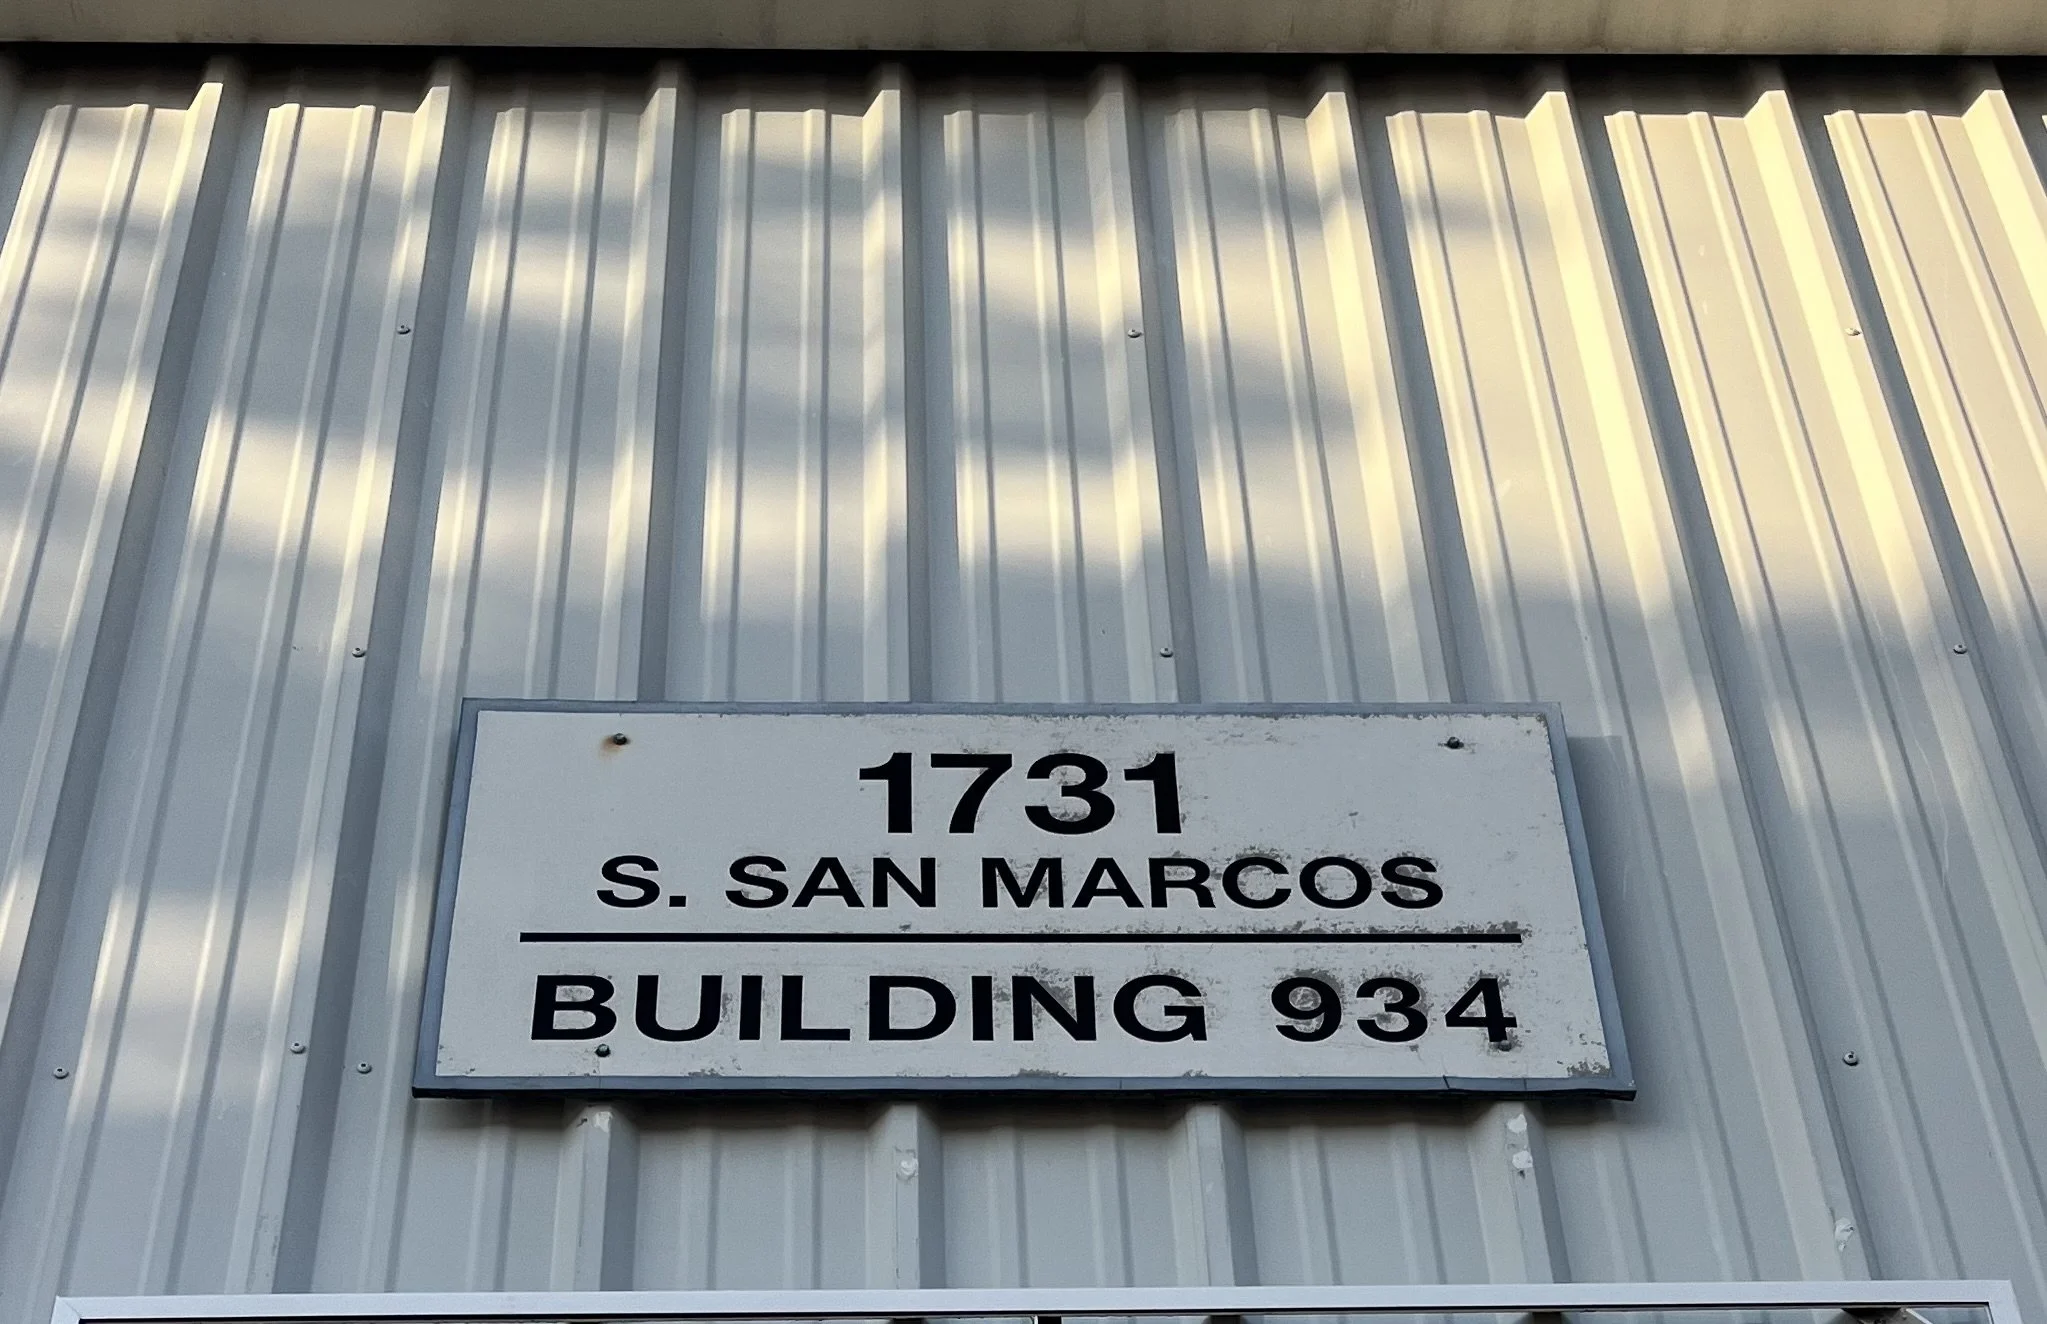 1731
S. SAN MARCOS
BUILDING 934